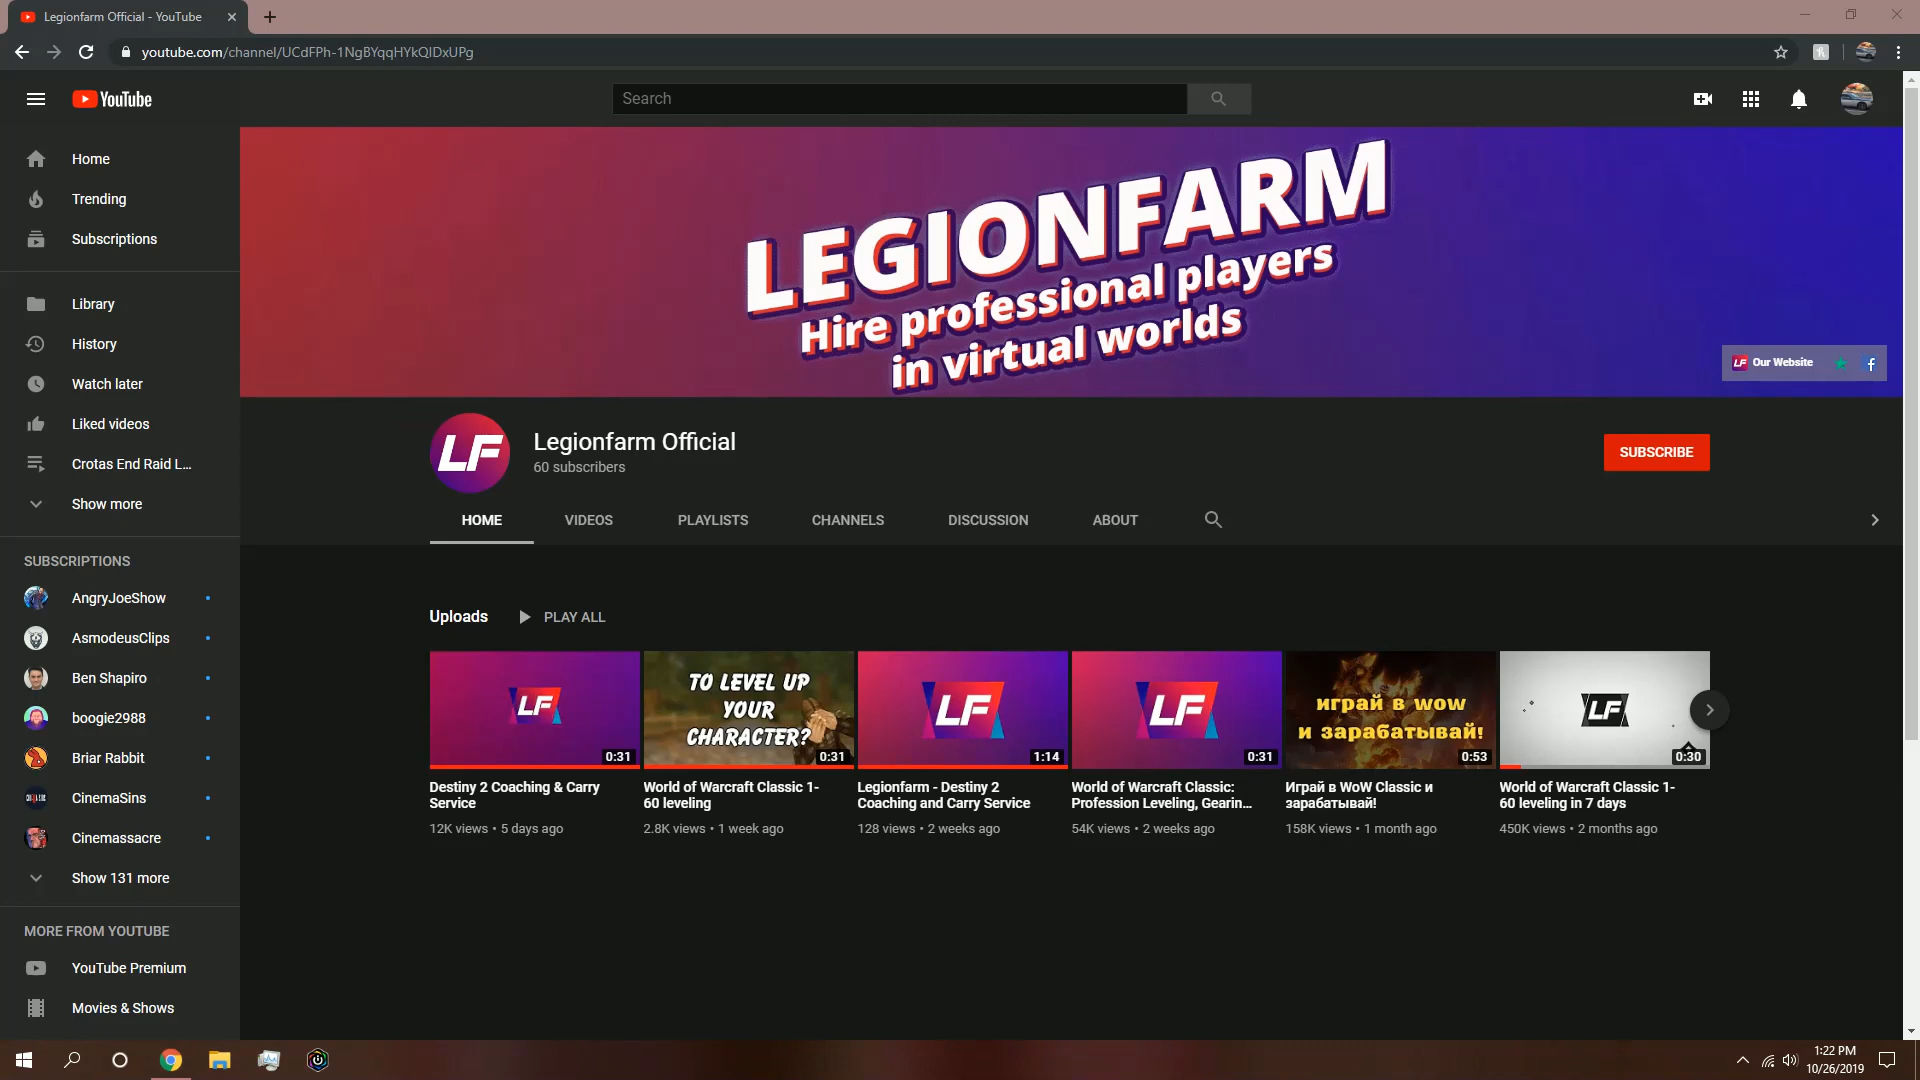 Legionfarm Official - YouTube
youtube.com/channel/UCdFPh-1NgBYqqHYkQIDxUPg
YouTube
Search
Home
Trending
Subscriptions
Library
History
Watch later
Liked videos
Crotas End Raid L...
Show more
SUBSCRIPTIONS
AngryJoeShow
AsmodeusClips
Ben Shapiro
boogie2988
Briar Rabbit
CinemaSins
Cinemassacre
Show 131 more
MORE FROM YOUTUBE
YouTube Premium
Movies & Shows
LEGIONFARM
Hire professional players
in virtual worlds
LF Our Website
LF
Legionfarm Official
60 subscribers
SUBSCRIBE
HOME VIDEOS PLAYLISTS CHANNELS DISCUSSION ABOUT
Uploads PLAY ALL
LF
0:31
Destiny 2 Coaching & Carry
Service
12K views • 5 days ago
TO LEVEL UP
YOUR
CHARACTER?
0:31
World of Warcraft Classic 1-
60 leveling
2.8K views • 1 week ago
LF
1:14
Legionfarm - Destiny 2
Coaching and Carry Service
128 views • 2 weeks ago
LF
0:31
World of Warcraft Classic:
Profession Leveling, Gearin...
54K views • 2 weeks ago
играй в wow
и зарабатывай!
0:53
Играй в WoW Classic и
зарабатывай!
158K views • 1 month ago
LF
0:30
World of Warcraft Classic 1-
60 leveling in 7 days
450K views • 2 months ago
1:22 PM
10/26/2019